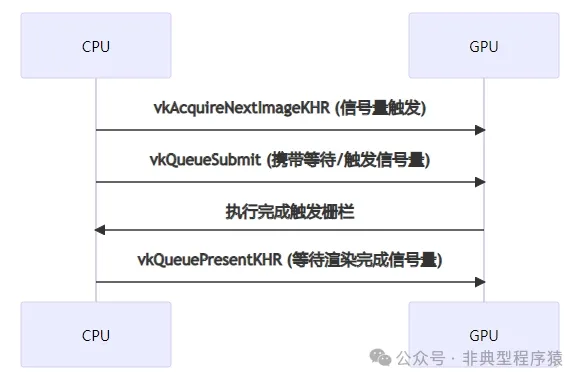 CPU
GPU
vkAcquireNextImageKHR (信号量触发)
vkQueueSubmit (携带等待/触发信号量)
执行完成触发栅栏
vkQueuePresentKHR (等待渲染完成信号量)
CPU
GPU
公众号 · 非典型程序猿